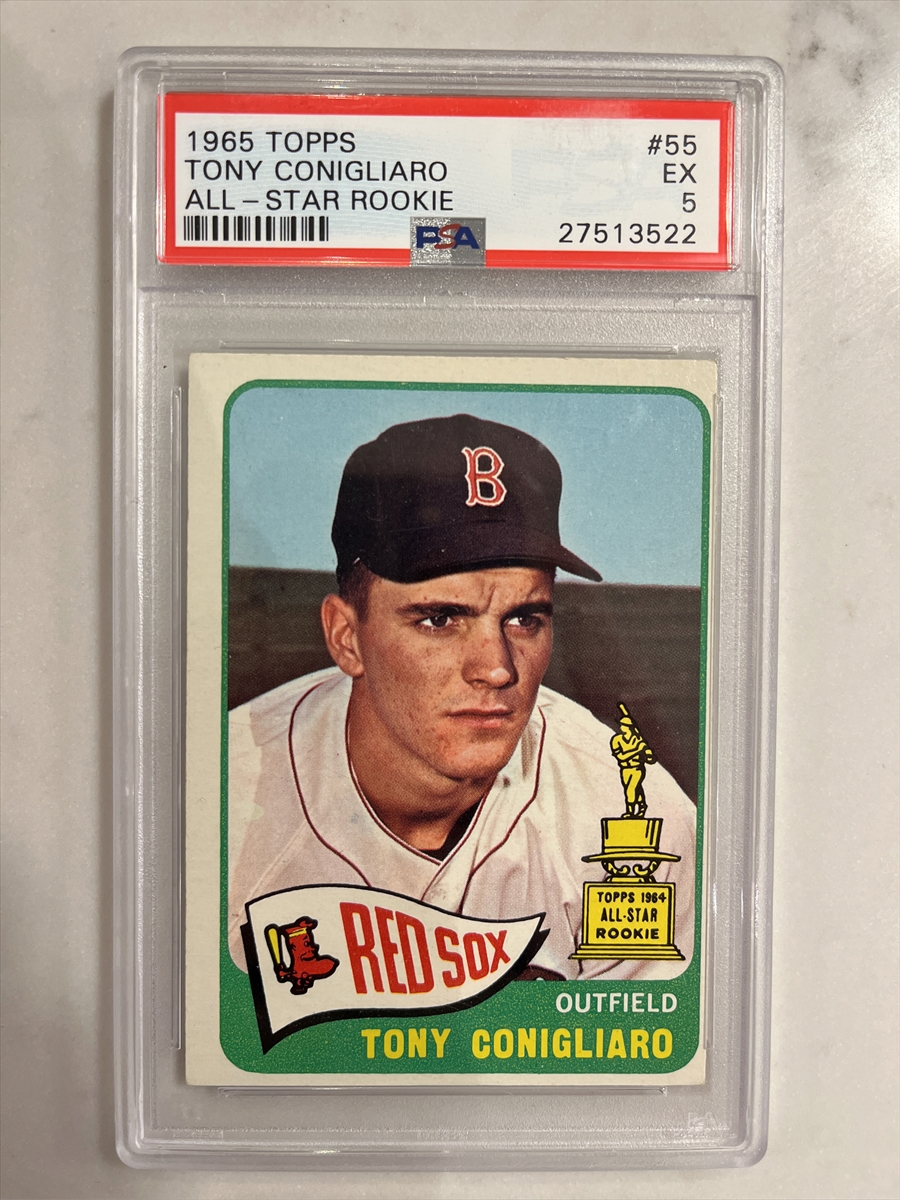 1965 TOPPS #55
TONY CONIGLIARO EX
ALL-STAR ROOKIE 5
PSA 27513522
B
TOPPS 1964
ALL-STAR
ROOKIE
RED SOX
OUTFIELD
TONY CONIGLIARO